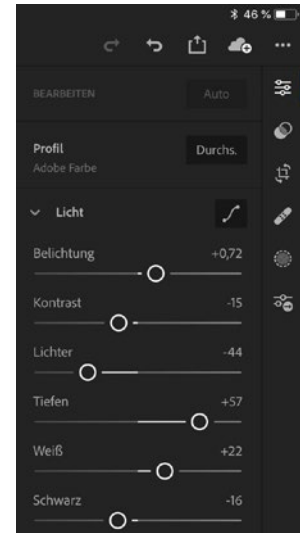 46 %
BEARBEITEN Auto
Profil Durchs.
Adobe Farbe
Licht
Belichtung +0,72
Kontrast -15
Lichter -44
Tiefen +57
Weiß +22
Schwarz -16